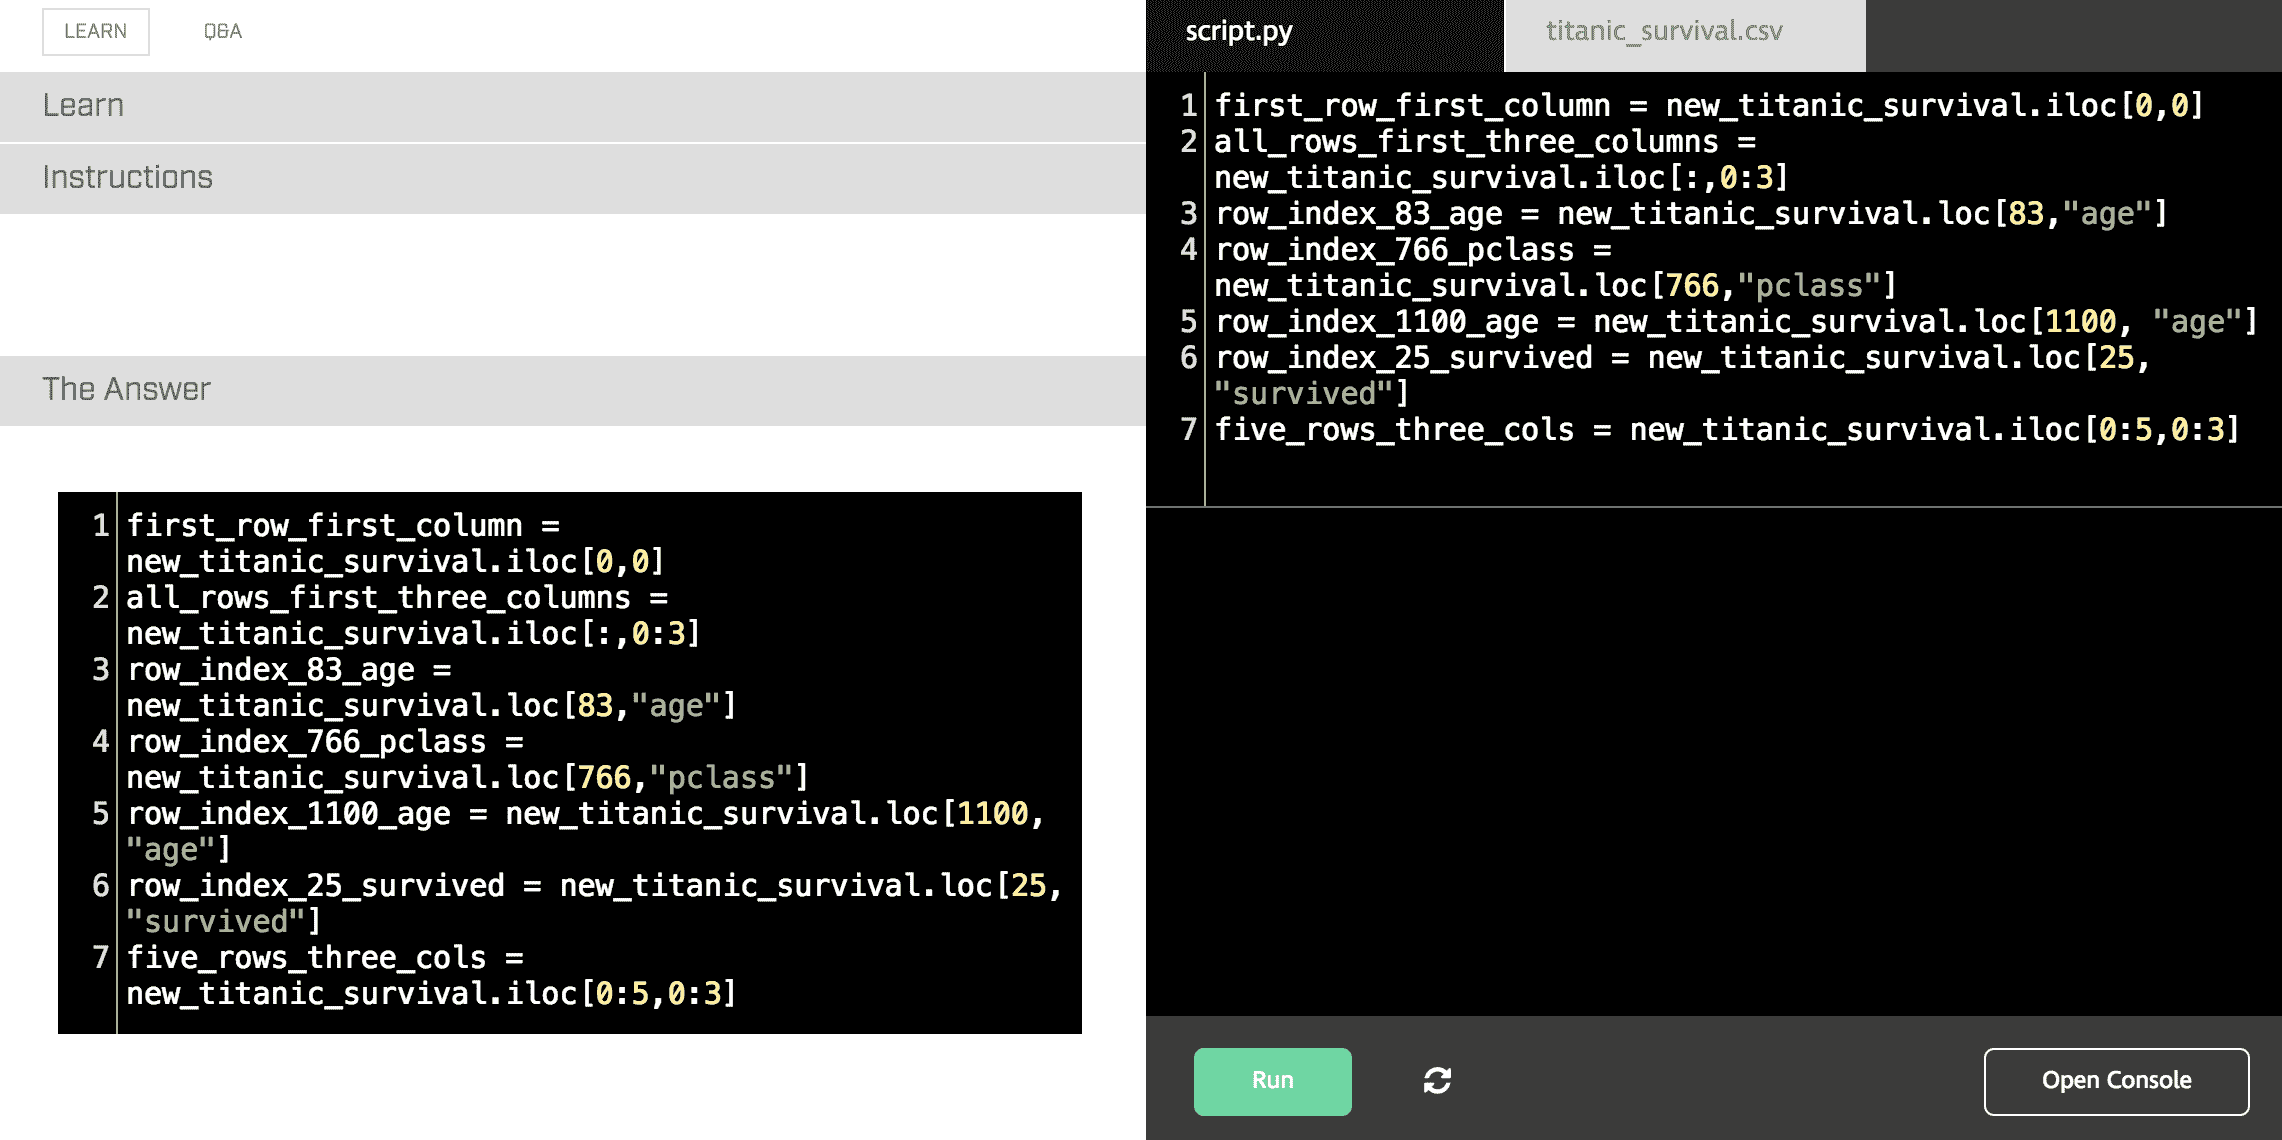 LEARN Q&A
Learn
Instructions
The Answer
1 first_row_first_column =
new_titanic_survival.iloc[0,0]
2 all_rows_first_three_columns =
new_titanic_survival.iloc[:,0:3]
3 row_index_83_age =
new_titanic_survival.loc[83,"age"]
4 row_index_766_pclass =
new_titanic_survival.loc[766,"pclass"]
5 row_index_1100_age = new_titanic_survival.loc[1100,
"age"]
6 row_index_25_survived = new_titanic_survival.loc[25,
"survived"]
7 five_rows_three_cols =
new_titanic_survival.iloc[0:5,0:3]
script.py titanic_survival.csv
1 first_row_first_column = new_titanic_survival.iloc[0,0]
2 all_rows_first_three_columns =
new_titanic_survival.iloc[:,0:3]
3 row_index_83_age = new_titanic_survival.loc[83,"age"]
4 row_index_766_pclass =
new_titanic_survival.loc[766,"pclass"]
5 row_index_1100_age = new_titanic_survival.loc[1100, "age"]
6 row_index_25_survived = new_titanic_survival.loc[25,
"survived"]
7 five_rows_three_cols = new_titanic_survival.iloc[0:5,0:3]
Run Open Console